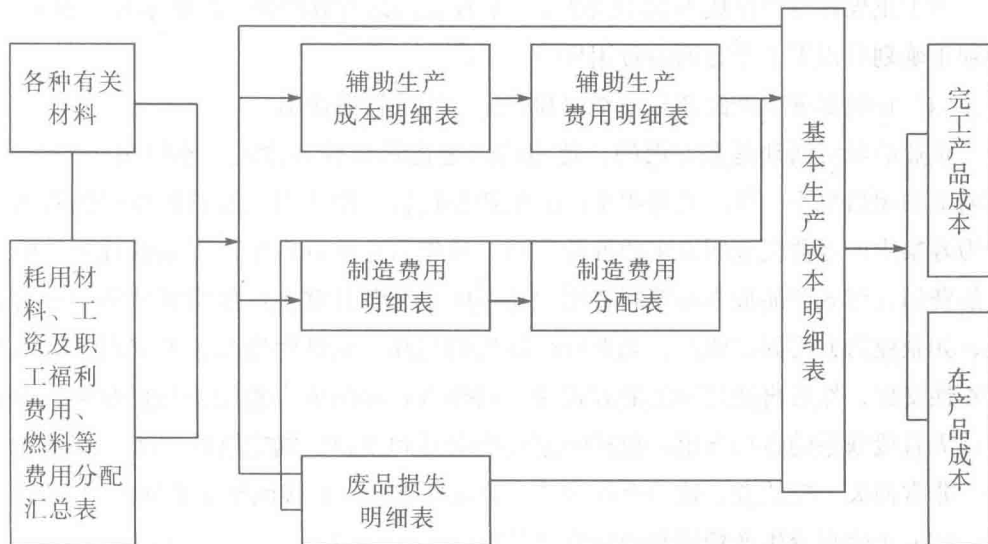 各种有关
材料
耗用材
料、工
资及职
工福利
费用、
燃料等
费用分配
汇总表
辅助生产
成本明细表
辅助生产
费用明细表
制造费用
明细表
制造费用
分配表
废品损失
明细表
基本生产成本明细表
完工产品成本
在产品成本